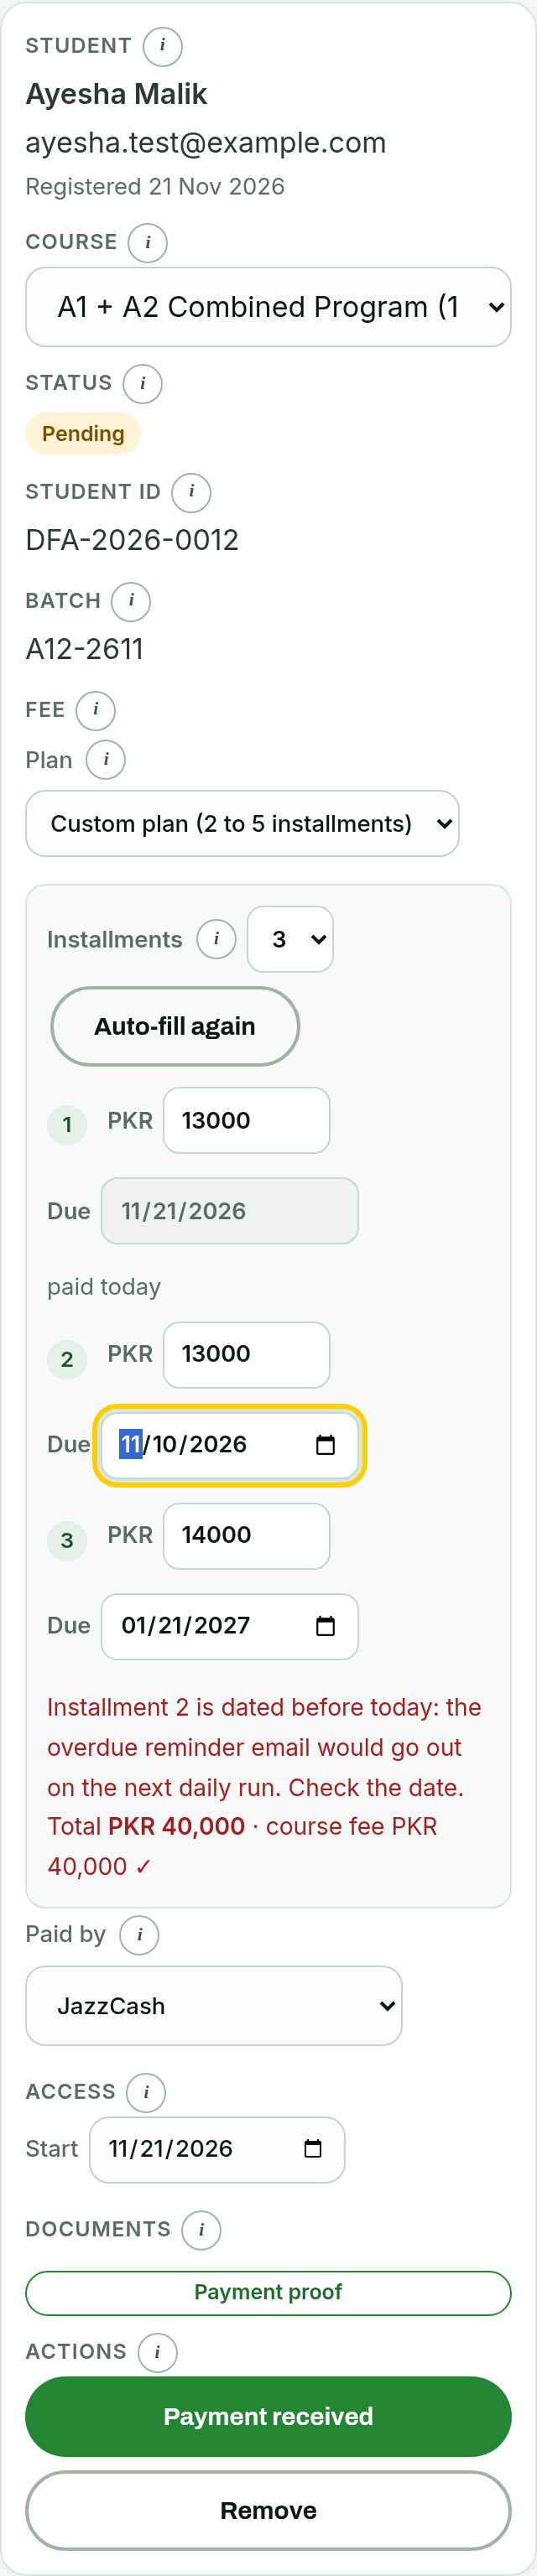 STUDENT i
Ayesha Malik
ayesha.test@example.com
Registered 21 Nov 2026
COURSE i
A1 + A2 Combined Program (1
STATUS i
Pending
STUDENT ID i
DFA-2026-0012
BATCH i
A12-2611
FEE i
Plan i
Custom plan (2 to 5 installments)
Installments i 3
Auto-fill again
1 PKR 13000
Due 11/21/2026
paid today
2 PKR 13000
Due 11/10/2026
3 PKR 14000
Due 01/21/2027
Installment 2 is dated before today: the
overdue reminder email would go out
on the next daily run. Check the date.
Total PKR 40,000 · course fee PKR
40,000 ✓
Paid by i
JazzCash
ACCESS i
Start 11/21/2026
DOCUMENTS i
Payment proof
ACTIONS i
Payment received
Remove